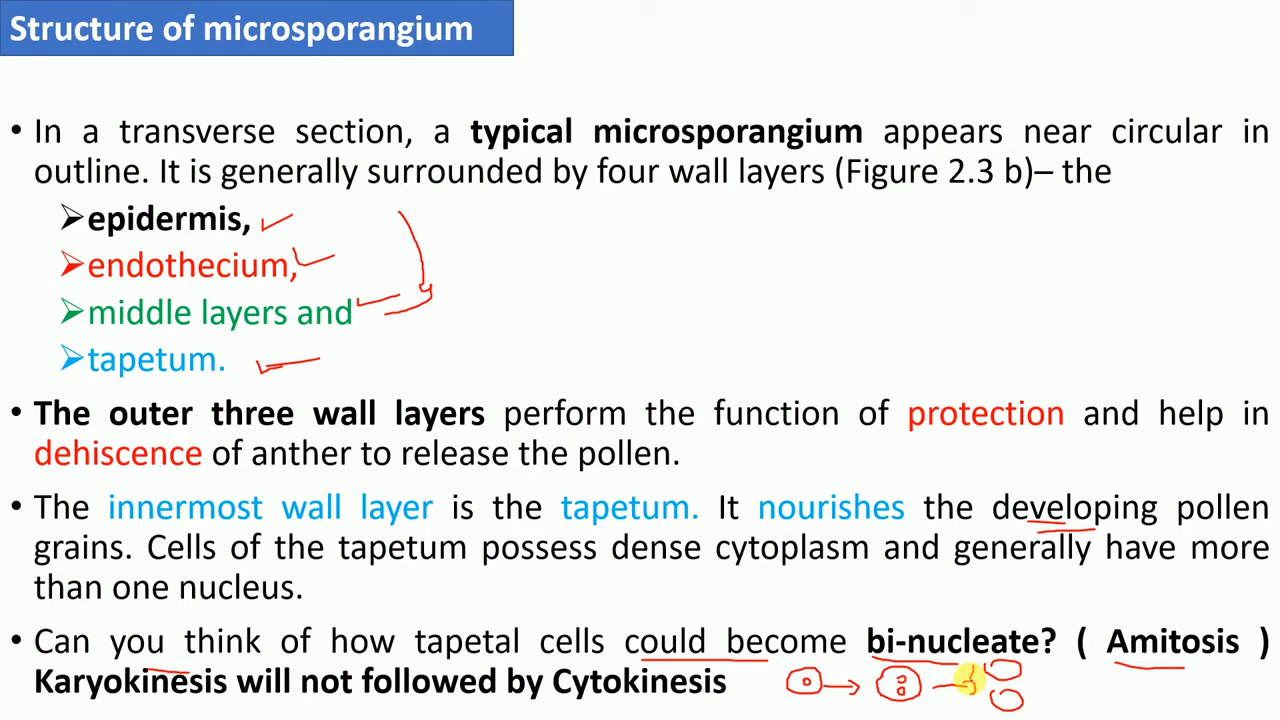 Structure of microsporangium
• In a transverse section, a typical microsporangium appears near circular in
outline. It is generally surrounded by four wall layers (Figure 2.3 b)– the
➢epidermis,
➢endothecium,
➢middle layers and
➢tapetum.
• The outer three wall layers perform the function of protection and help in
dehiscence of anther to release the pollen.
• The innermost wall layer is the tapetum. It nourishes the developing pollen
grains. Cells of the tapetum possess dense cytoplasm and generally have more
than one nucleus.
• Can you think of how tapetal cells could become bi-nucleate? ( Amitosis )
Karyokinesis will not followed by Cytokinesis